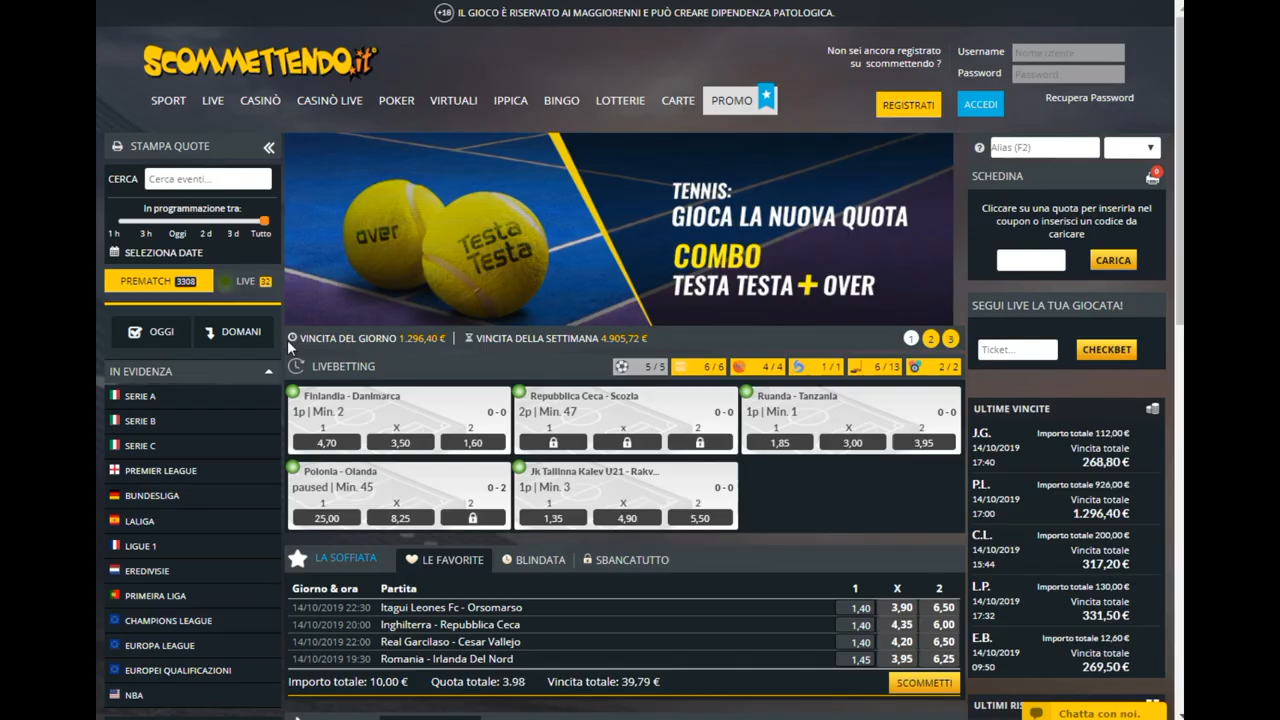 +18 IL GIOCO È RISERVATO AI MAGGIORENNI E PUÒ CREARE DIPENDENZA PATOLOGICA.
SCOMMETTENDO.it
Non sei ancora registrato
su scommettendo ?
Username
Nome utente
Password
Password
SPORT LIVE CASINÒ CASINÒ LIVE POKER VIRTUALI IPPICA BINGO LOTTERIE CARTE PROMO
REGISTRATI
ACCEDI
Recupera Password
STAMPA QUOTE
CERCA Cerca eventi...
In programmazione tra:
1 h 3 h Oggi 2 d 3 d Tutto
SELEZIONA DATE
PREMATCH 3308
LIVE 32
OGGI
DOMANI
IN EVIDENZA
SERIE A
SERIE B
SERIE C
PREMIER LEAGUE
BUNDESLIGA
LALIGA
LIGUE 1
EREDIVISIE
PRIMEIRA LIGA
CHAMPIONS LEAGUE
EUROPA LEAGUE
EUROPEI QUALIFICAZIONI
NBA
over
Testa
Testa
TENNIS:
GIOCA LA NUOVA QUOTA
COMBO
TESTA TESTA + OVER
VINCITA DEL GIORNO 1.296,40 €
VINCITA DELLA SETTIMANA 4.905,72 €
1 2 3
LIVEBETTING
5 / 5 6 / 6 4 / 4 1 / 1 6 / 13 2 / 2
Finlandia - Danimarca
1p | Min. 2 0 - 0
1 X 2
4,70 3,50 1,60
Repubblica Ceca - Scozia
2p | Min. 47 0 - 0
1 x 2
Ruanda - Tanzania
1p | Min. 1 0 - 0
1 X 2
1,85 3,00 3,95
Polonia - Olanda
paused | Min. 45 0 - 2
1 X 2
25,00 8,25
Jk Tallinna Kalev U21 - Rakv...
1p | Min. 3 0 - 0
1 X 2
1,35 4,90 5,50
LA SOFFIATA
LE FAVORITE
BLINDATA
SBANCATUTTO
Giorno & ora Partita 1 X 2
14/10/2019 22:30 Itagui Leones Fc - Orsomarso 1,40 3,90 6,50
14/10/2019 20:00 Inghilterra - Repubblica Ceca 1,40 4,35 6,00
14/10/2019 22:00 Real Garcilaso - Cesar Vallejo 1,40 4,20 6,50
14/10/2019 19:30 Romania - Irlanda Del Nord 1,45 3,95 6,25
Importo totale: 10,00 € Quota totale: 3.98 Vincita totale: 39,79 €
SCOMMETTI
Alias (F2)
SCHEDINA
0
Cliccare su una quota per inserirla nel
coupon o inserisci un codice da
caricare
CARICA
SEGUI LIVE LA TUA GIOCATA!
Ticket...
CHECKBET
ULTIME VINCITE
J.G. Importo totale 112,00 €
14/10/2019 Vincita totale
17:40 268,80 €
P.L. Importo totale 926,00 €
14/10/2019 Vincita totale
17:00 1.296,40 €
C.L. Importo totale 200,00 €
14/10/2019 Vincita totale
15:44 317,20 €
L.P. Importo totale 130,00 €
14/10/2019 Vincita totale
17:32 331,50 €
E.B. Importo totale 12,60 €
14/10/2019 Vincita totale
09:50 269,50 €
Chatta con noi.